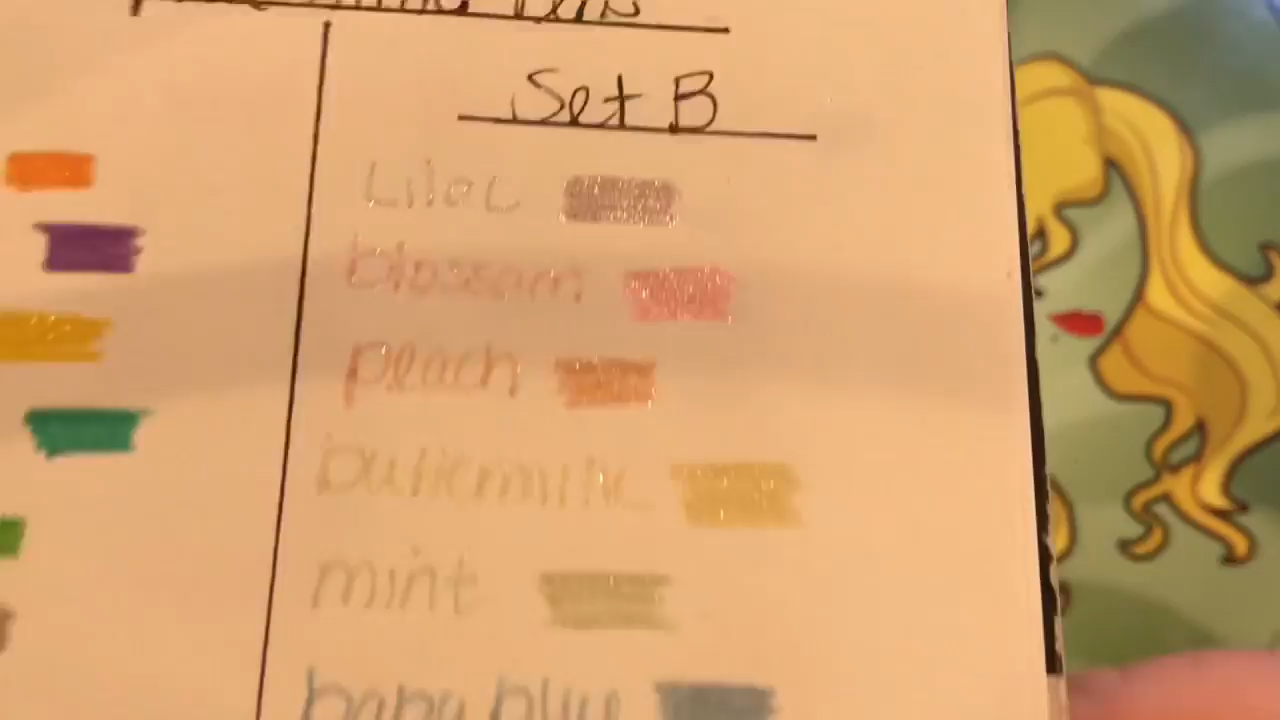 Set B
Lilac
blossom
peach
buttermilk
mint
baby blue